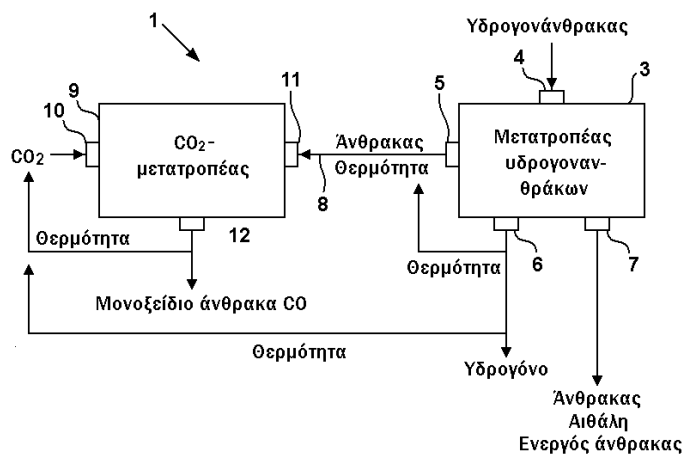 1
Υδρογονάνθρακας
4
3
9
10
11
5
CO2
CO2-
μετατροπέας
Άνθρακας
Θερμότητα
8
Μετατροπέας
υδρογοναν-
θράκων
12
6
7
Θερμότητα
Θερμότητα
Μονοξείδιο άνθρακα CO
Θερμότητα
Υδρογόνο
Άνθρακας
Αιθάλη
Ενεργός άνθρακας